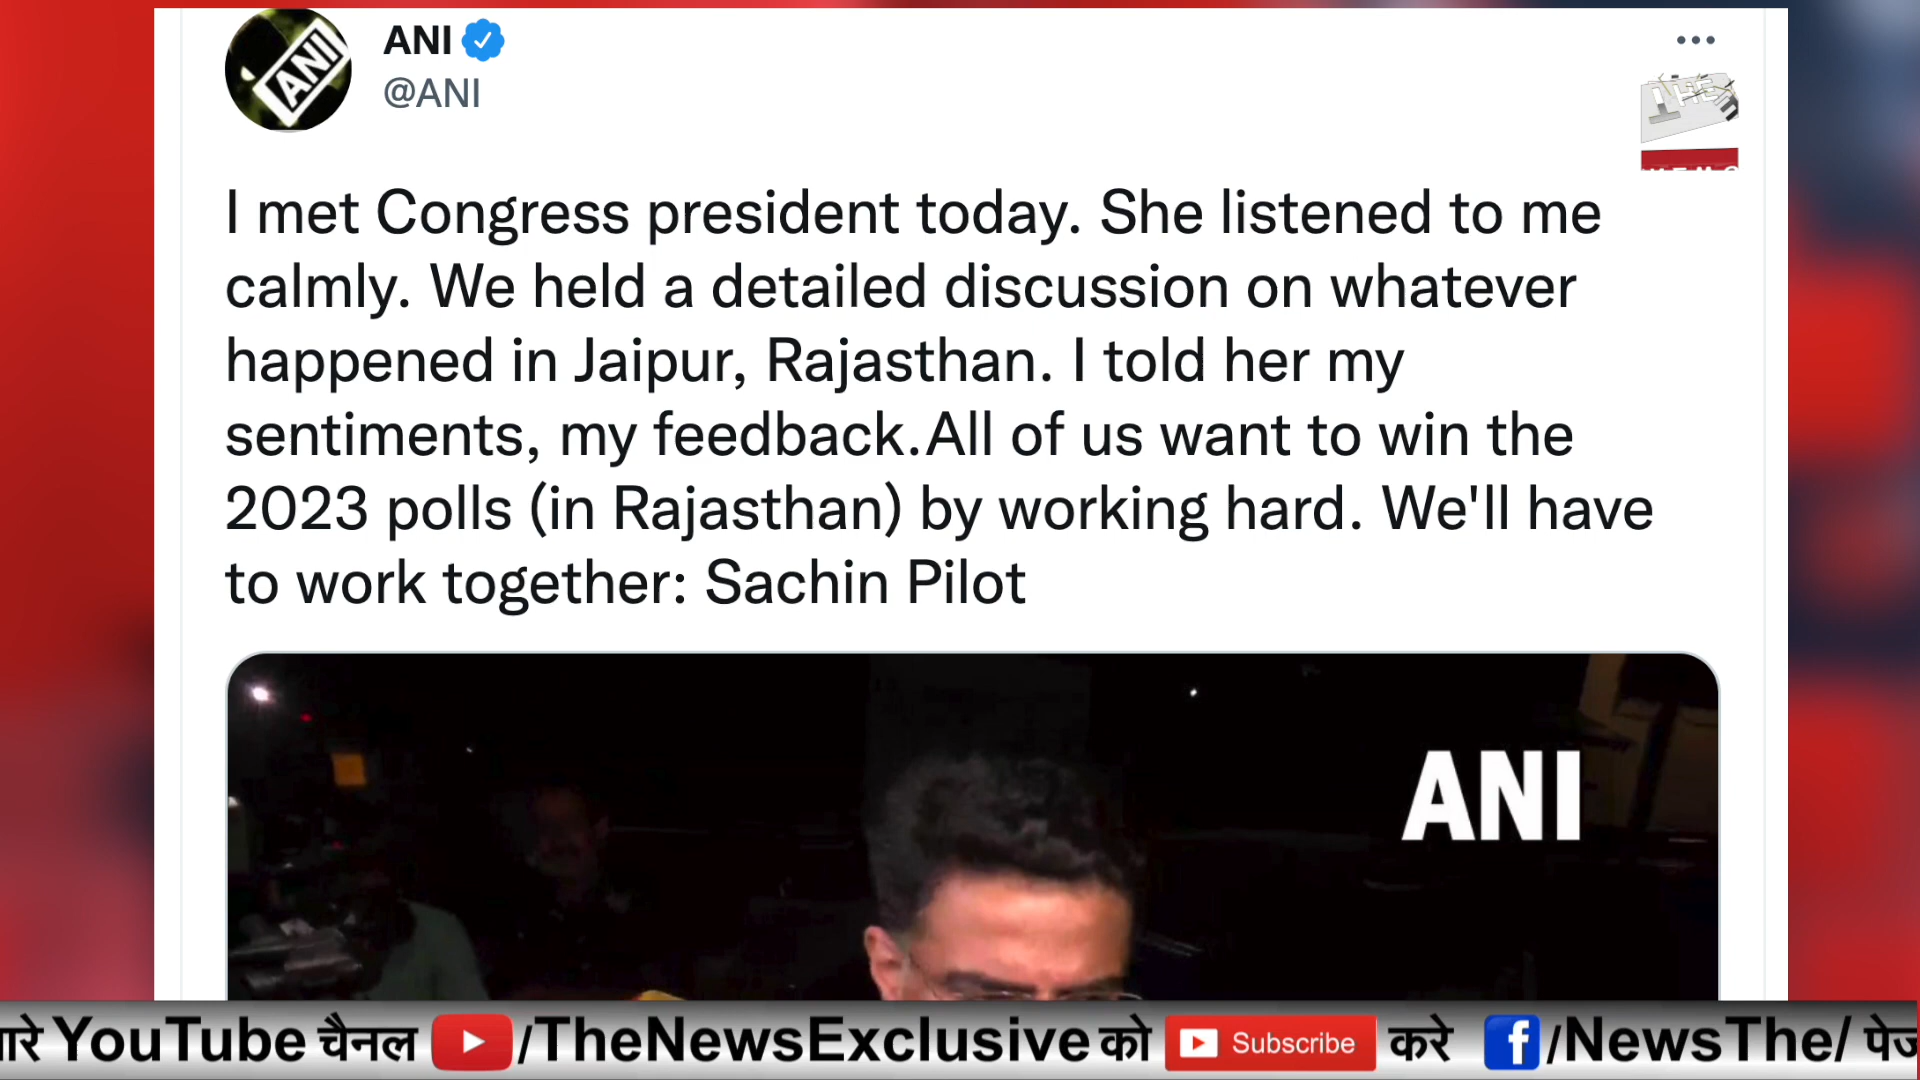 ANI
ANI
@ANI
I met Congress president today. She listened to me
calmly. We held a detailed discussion on whatever
happened in Jaipur, Rajasthan. I told her my
sentiments, my feedback.All of us want to win the
2023 polls (in Rajasthan) by working hard. We'll have
to work together: Sachin Pilot
ANI
YouTube चैनल /TheNewsExclusive को Subscribe करे f /NewsThe/